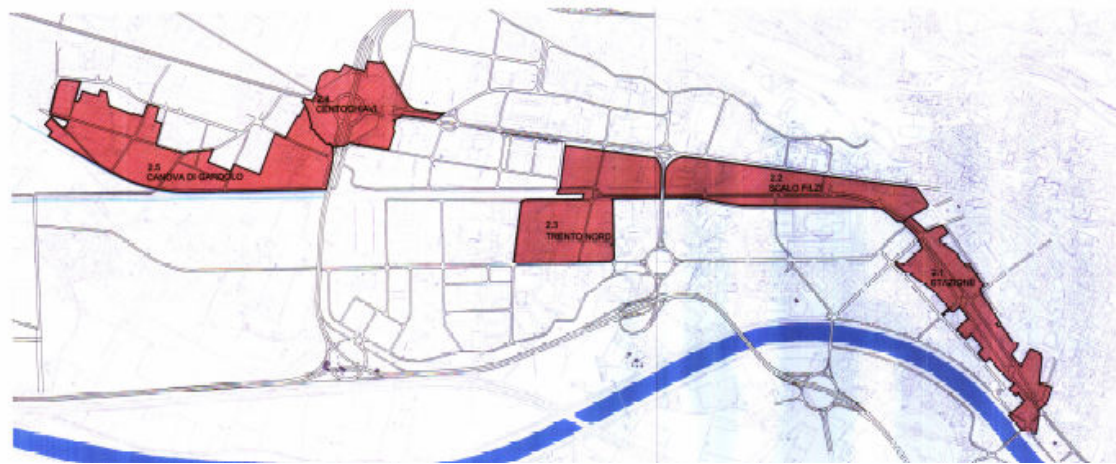 2.4
CENTOCHIAVI
2.5
CANOVA DI GARDOLO
2.2
SCALO FILZI
2.3
TRENTO NORD
2.1
STAZIONE